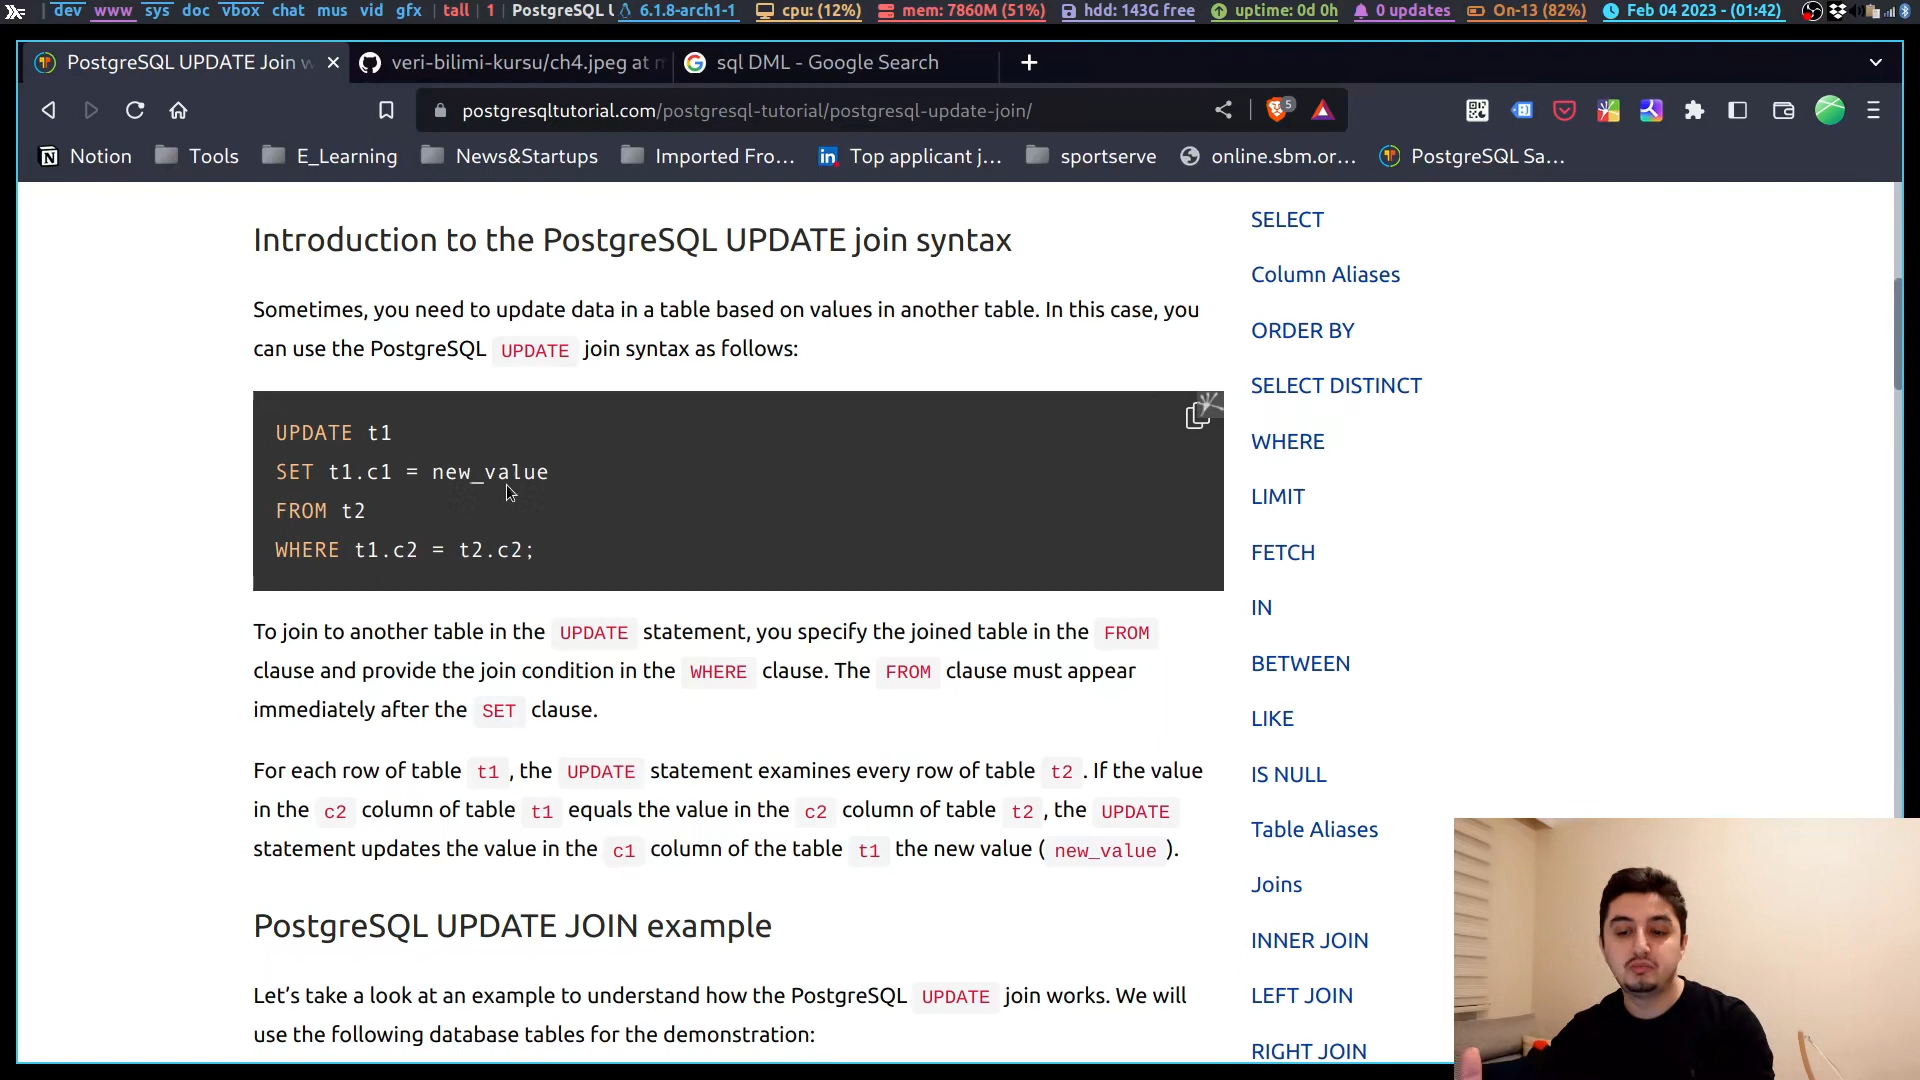 dev www sys doc vbox chat mus vid gfx | tall | 1 | PostgreSQL U 6.1.8-arch1-1 cpu: (12%) mem: 7860M (51%) hdd: 143G free uptime: 0d 0h 0 updates On-13 (82%) Feb 04 2023 - (01:42)
PostgreSQL UPDATE Join w veri-bilimi-kursu/ch4.jpeg at m sql DML - Google Search
postgresqltutorial.com/postgresql-tutorial/postgresql-update-join/ 5
Notion Tools E_Learning News&Startups Imported Fro... Top applicant j... sportserve online.sbm.or... PostgreSQL Sa...
Introduction to the PostgreSQL UPDATE join syntax
Sometimes, you need to update data in a table based on values in another table. In this case, you
can use the PostgreSQL UPDATE join syntax as follows:
UPDATE t1
SET t1.c1 = new_value
FROM t2
WHERE t1.c2 = t2.c2;
To join to another table in the UPDATE statement, you specify the joined table in the FROM
clause and provide the join condition in the WHERE clause. The FROM clause must appear
immediately after the SET clause.
For each row of table t1 , the UPDATE statement examines every row of table t2 . If the value
in the c2 column of table t1 equals the value in the c2 column of table t2 , the UPDATE
statement updates the value in the c1 column of the table t1 the new value ( new_value ).
PostgreSQL UPDATE JOIN example
Let’s take a look at an example to understand how the PostgreSQL UPDATE join works. We will
use the following database tables for the demonstration:
SELECT
Column Aliases
ORDER BY
SELECT DISTINCT
WHERE
LIMIT
FETCH
IN
BETWEEN
LIKE
IS NULL
Table Aliases
Joins
INNER JOIN
LEFT JOIN
RIGHT JOIN